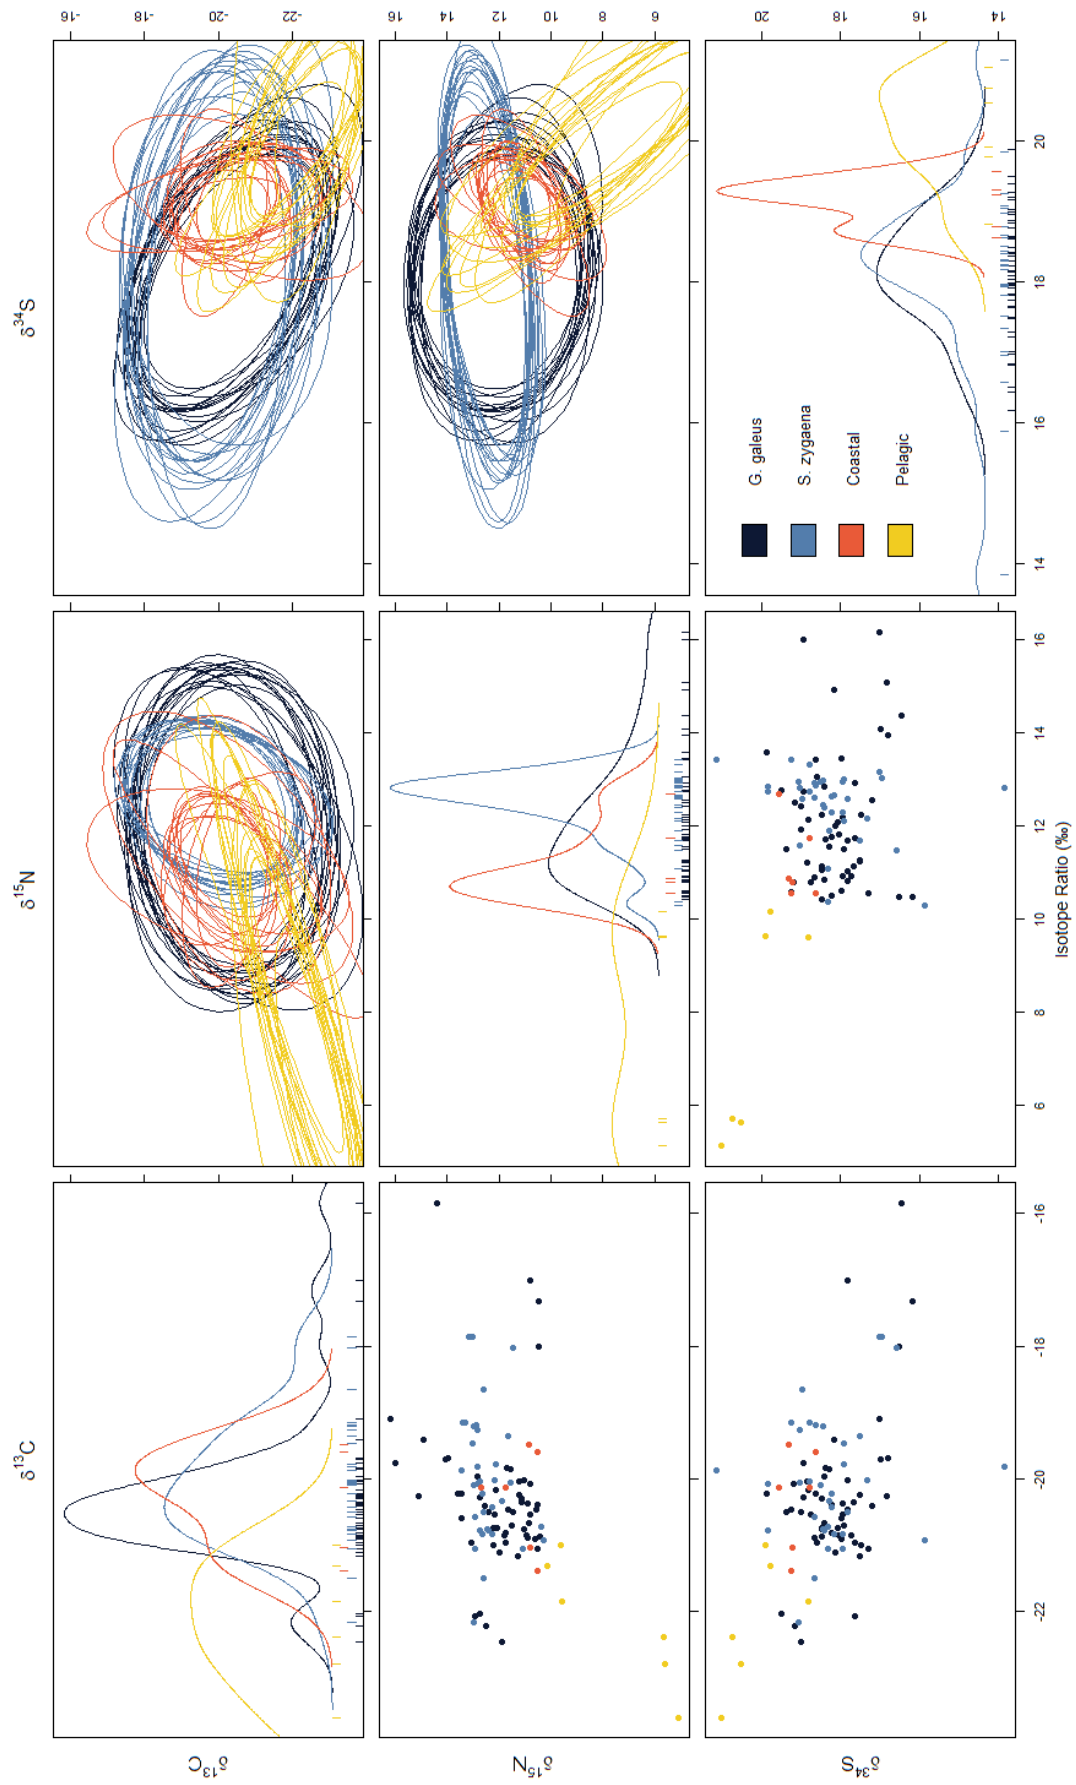 δ13C δ15N δ34S
δ13C
-16
-18
-20
-22
δ15N
16
14
12
10
8
6
δ34S
G. galeus
S. zygaena
Coastal
Pelagic
20
18
16
14
-22 -20 -18 -16 6 8 10 12 14 16 14 16 18 20
Isotope Ratio (‰)